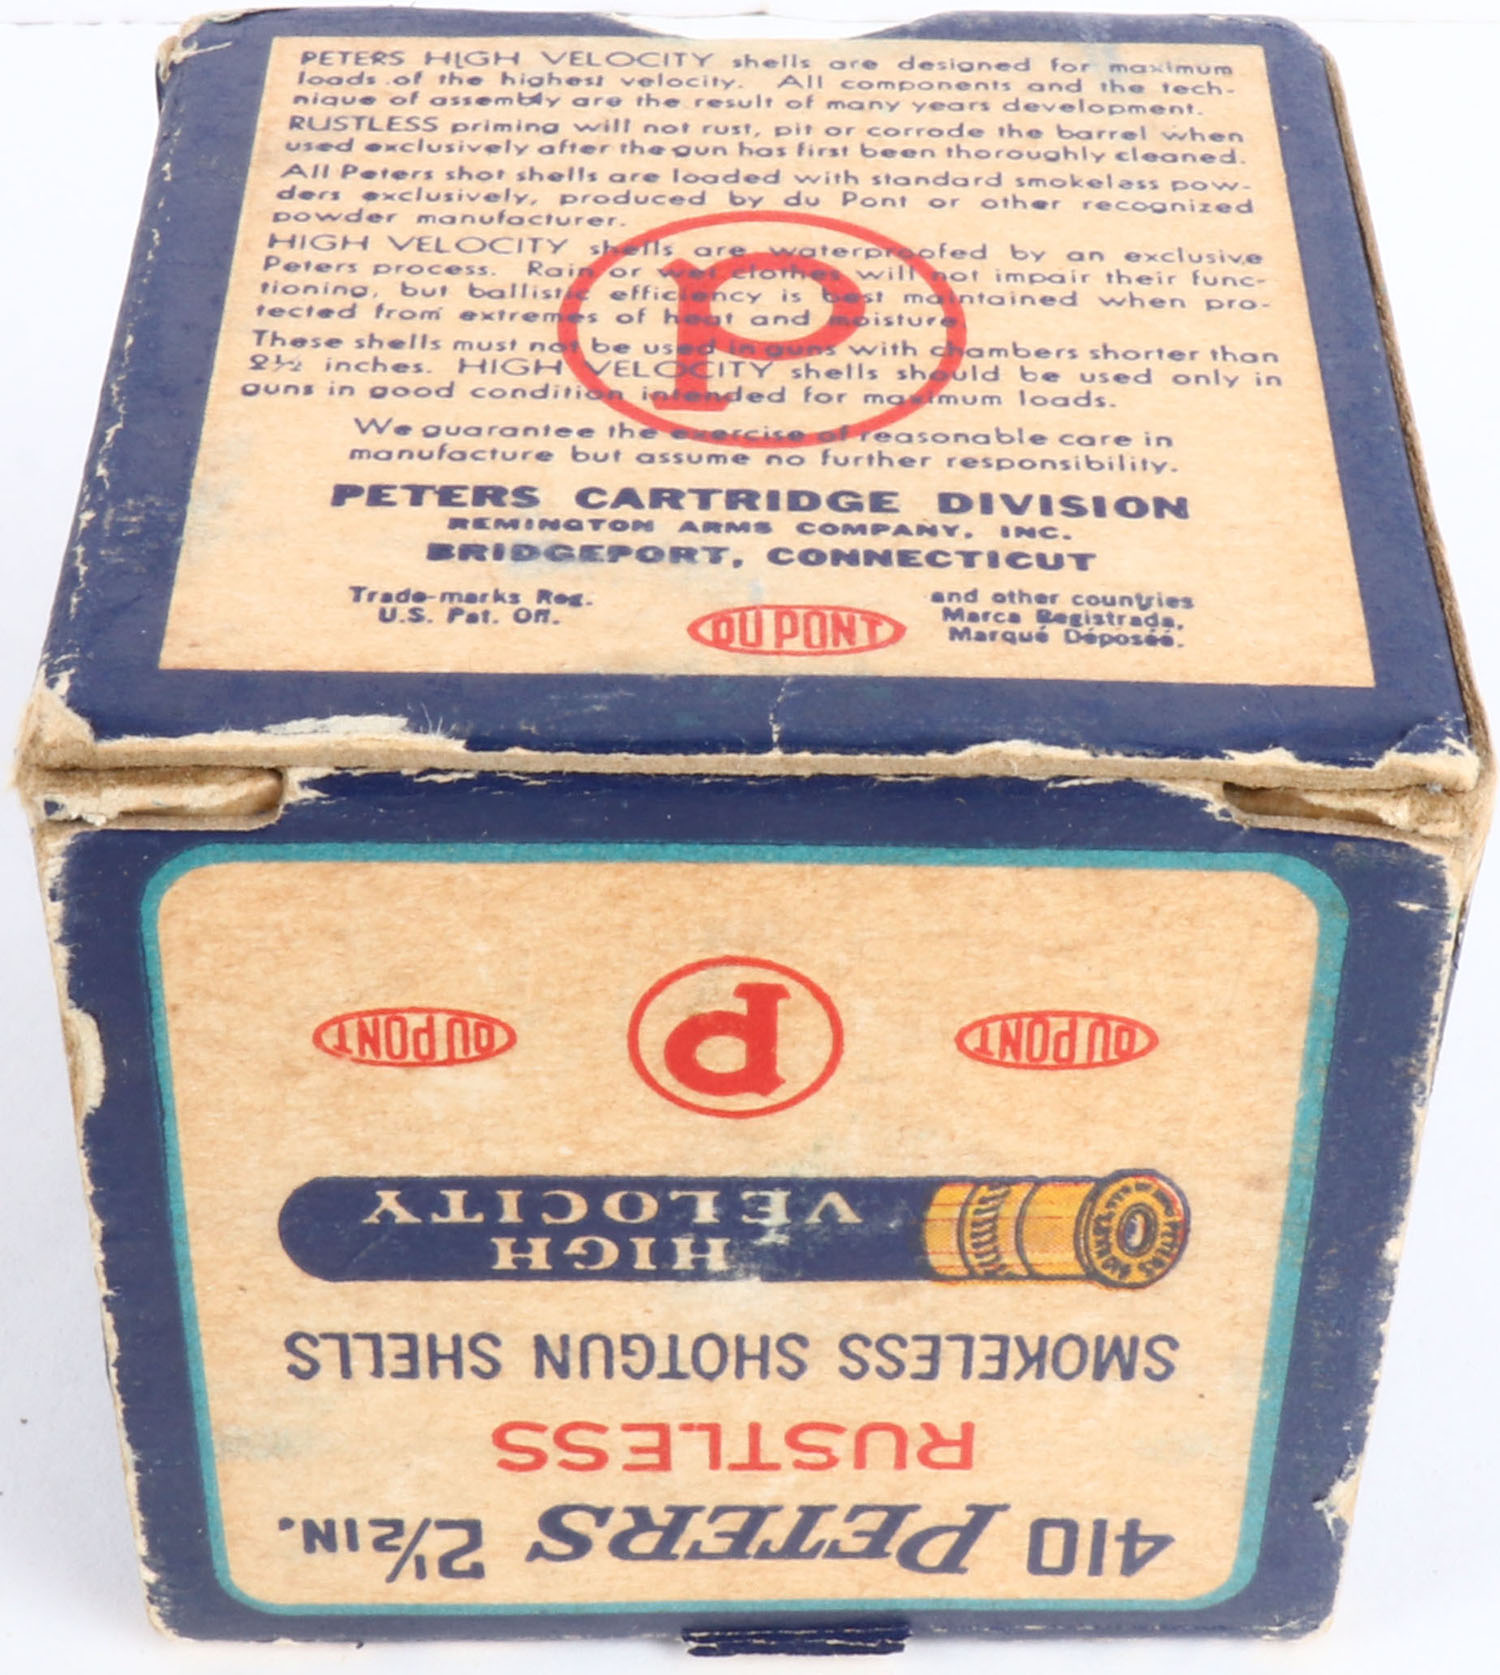 PETERS HIGH VELOCITY shells are designed for maximum
loads of the highest velocity. All components and the tech-
nique of assembly are the result of many years development.
RUSTLESS priming will not rust, pit or corrode the barrel when
used exclusively after the gun has first been thoroughly cleaned.
All Peters shot shells are loaded with standard smokeless pow-
ders exclusively, produced by du Pont or other recognized
powder manufacturer.
HIGH VELOCITY shells are waterproofed by an exclusive
Peters process. Rain or wet clothes will not impair their func-
tioning, but ballistic efficiency is best maintained when pro-
tected from extremes of heat and moisture
These shells must not be used in guns with chambers shorter than
2½ inches. HIGH VELOCITY shells should be used only in
guns in good condition intended for maximum loads.
We guarantee the exercise of reasonable care in
manufacture but assume no further responsibility.
P
PETERS CARTRIDGE DIVISION
REMINGTON ARMS COMPANY, INC.
BRIDGEPORT, CONNECTICUT
Trade-marks Reg.
U.S. Pat. Off.
DU PONT
and other countries
Marca Registrada,
Marqué Déposéé.
410 PETERS 2½ IN.
RUSTLESS
SMOKELESS SHOTGUN SHELLS
HIGH
VELOCITY
PETERS
DU PONT
P
DU PONT